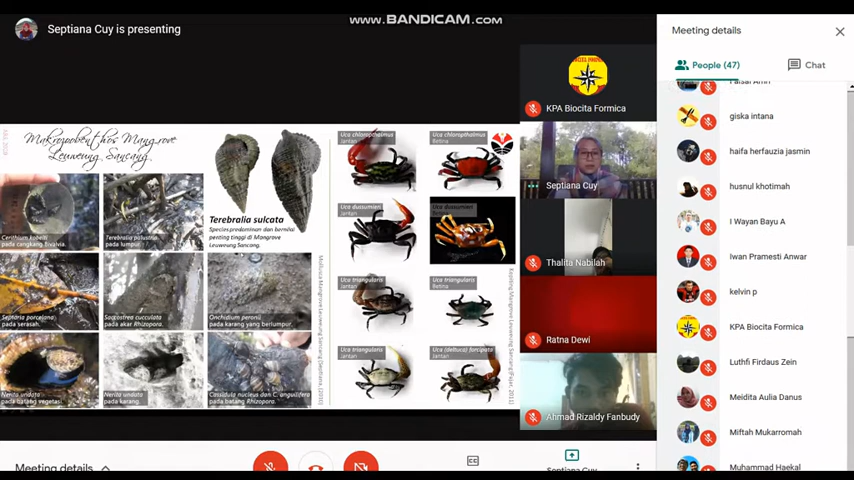 WWW.BANDICAM.COM
Septiana Cuy is presenting
Makrozoobenthos Mangrove
Leuweung Sancang
Cerithium kobelti
pada cangkang Bivalvia.
Terebralia palustris
pada lumpur.
Terebralia sulcata
Species predominan dan bernilai
penting tinggi di Mangrove
Leuweung Sancang.
Septaria porcelana
pada serasah.
Saccostrea cucculata
pada akar Rhizopora.
Onchidium peronii
pada karang yang berlumpur.
Nerita undata
pada batang vegetasi.
Nerita undata
pada karang.
Cassidula nucleus dan C. angulifera
pada batang Rhizopora.
Uca chlorophthalmus
Jantan
Uca chlorophthalmus
Betina
Uca dussumieri
Jantan
Uca dussumieri
Uca triangularis
Jantan
Uca triangularis
Betina
Uca triangularis
Jantan
Uca (deltuca) forcipata
Jantan
KPA Biocita Formica
Septiana Cuy
Thalita Nabilah
Ratna Dewi
Ahmad Rizaldy Fanbudy
Meeting details
People (47)
Chat
Faisal Amri
giska intana
haifa herfauzia jasmin
husnul khotimah
I Wayan Bayu A
Iwan Pramesti Anwar
kelvin p
KPA Biocita Formica
Luthfi Firdaus Zein
Meidita Aulia Danus
Miftah Mukarromah
Muhammad Haekal
Meeting details
CC
Septiana Cuy